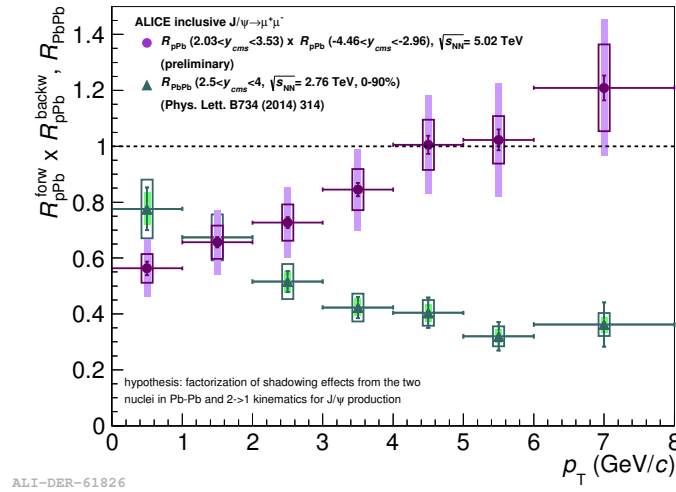 ALICE inclusive J/ψ→μ⁺μ⁻
R_pPb (2.03<y_cms<3.53) x R_pPb (-4.46<y_cms<-2.96), √s_NN= 5.02 TeV
(preliminary)
R_PbPb (2.5<y_cms<4, √s_NN= 2.76 TeV, 0-90%)
(Phys. Lett. B734 (2014) 314)
R_pPb^forw x R_pPb^backw, R_PbPb
1.4
1.2
1
0.8
0.6
0.4
0.2
0
hypothesis: factorization of shadowing effects from the two
nuclei in Pb-Pb and 2->1 kinematics for J/ψ production
0 1 2 3 4 5 6 7 8
p_T (GeV/c)
ALI-DER-61826